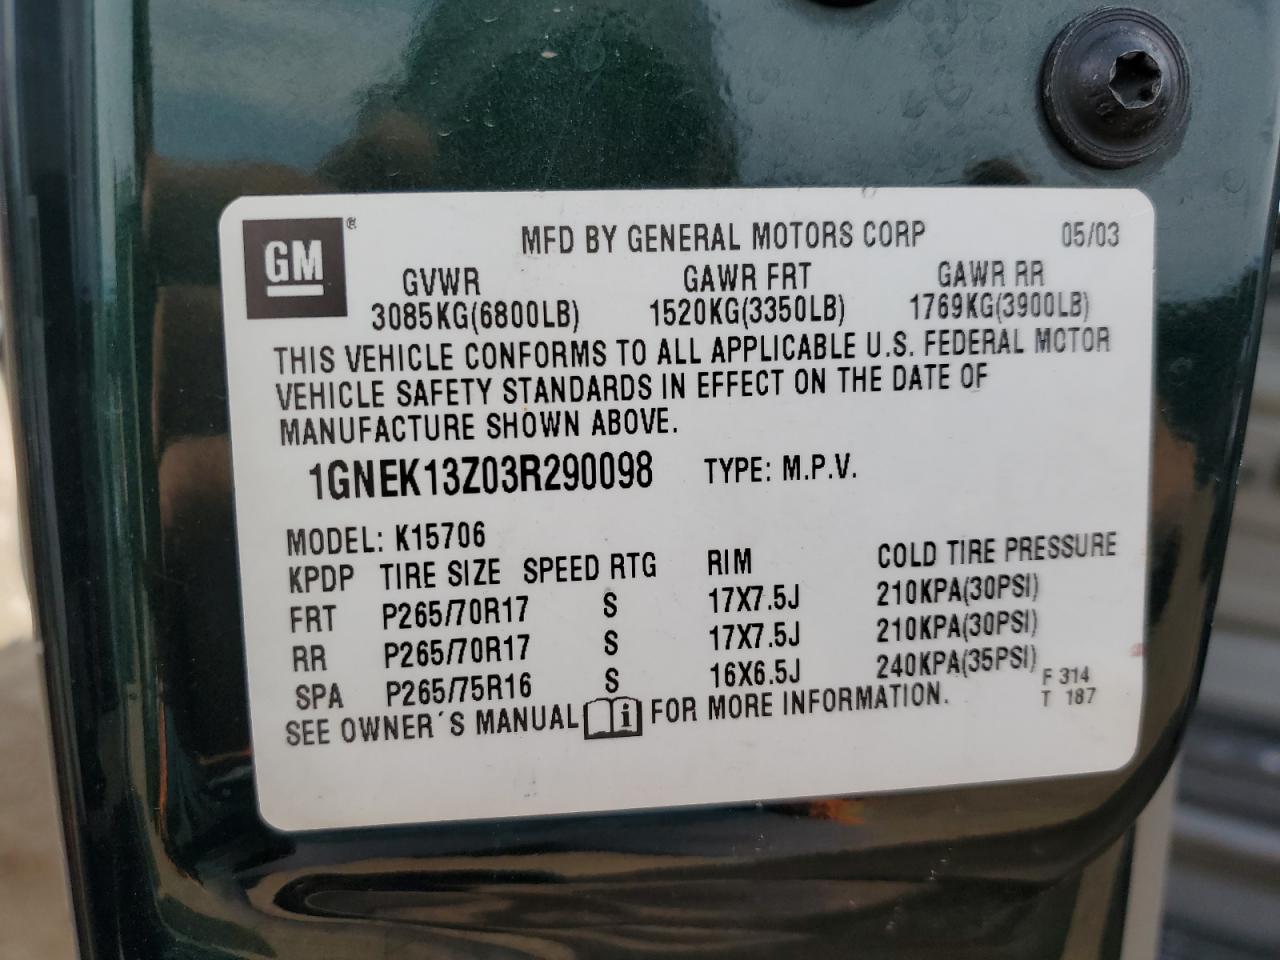 GM ®
MFD BY GENERAL MOTORS CORP 05/03
GVWR GAWR FRT GAWR RR
3085KG(6800LB) 1520KG(3350LB) 1769KG(3900LB)
THIS VEHICLE CONFORMS TO ALL APPLICABLE U.S. FEDERAL MOTOR
VEHICLE SAFETY STANDARDS IN EFFECT ON THE DATE OF
MANUFACTURE SHOWN ABOVE.
1GNEK13Z03R290098 TYPE: M.P.V.
MODEL: K15706
KPDP TIRE SIZE SPEED RTG RIM COLD TIRE PRESSURE
FRT P265/70R17 S 17X7.5J 210KPA(30PSI)
RR P265/70R17 S 17X7.5J 210KPA(30PSI)
SPA P265/75R16 S 16X6.5J 240KPA(35PSI) F 314
SEE OWNER´S MANUAL i FOR MORE INFORMATION. T 187